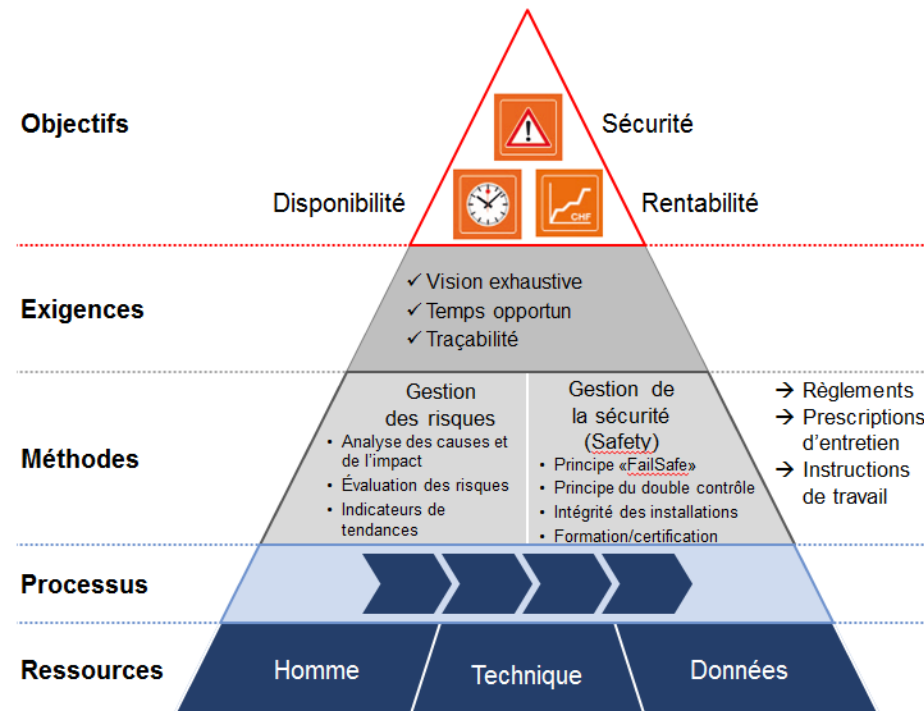 Objectifs
Sécurité
Disponibilité
CHF
Rentabilité
Exigences
✓ Vision exhaustive
✓ Temps opportun
✓ Traçabilité
Méthodes
Gestion
des risques
• Analyse des causes et
de l’impact
• Évaluation des risques
• Indicateurs de
tendances
Gestion de
la sécurité
(Safety)
• Principe «FailSafe»
• Principe du double contrôle
• Intégrité des installations
• Formation/certification
→ Règlements
→ Prescriptions
d’entretien
→ Instructions
de travail
Processus
Ressources
Homme
Technique
Données